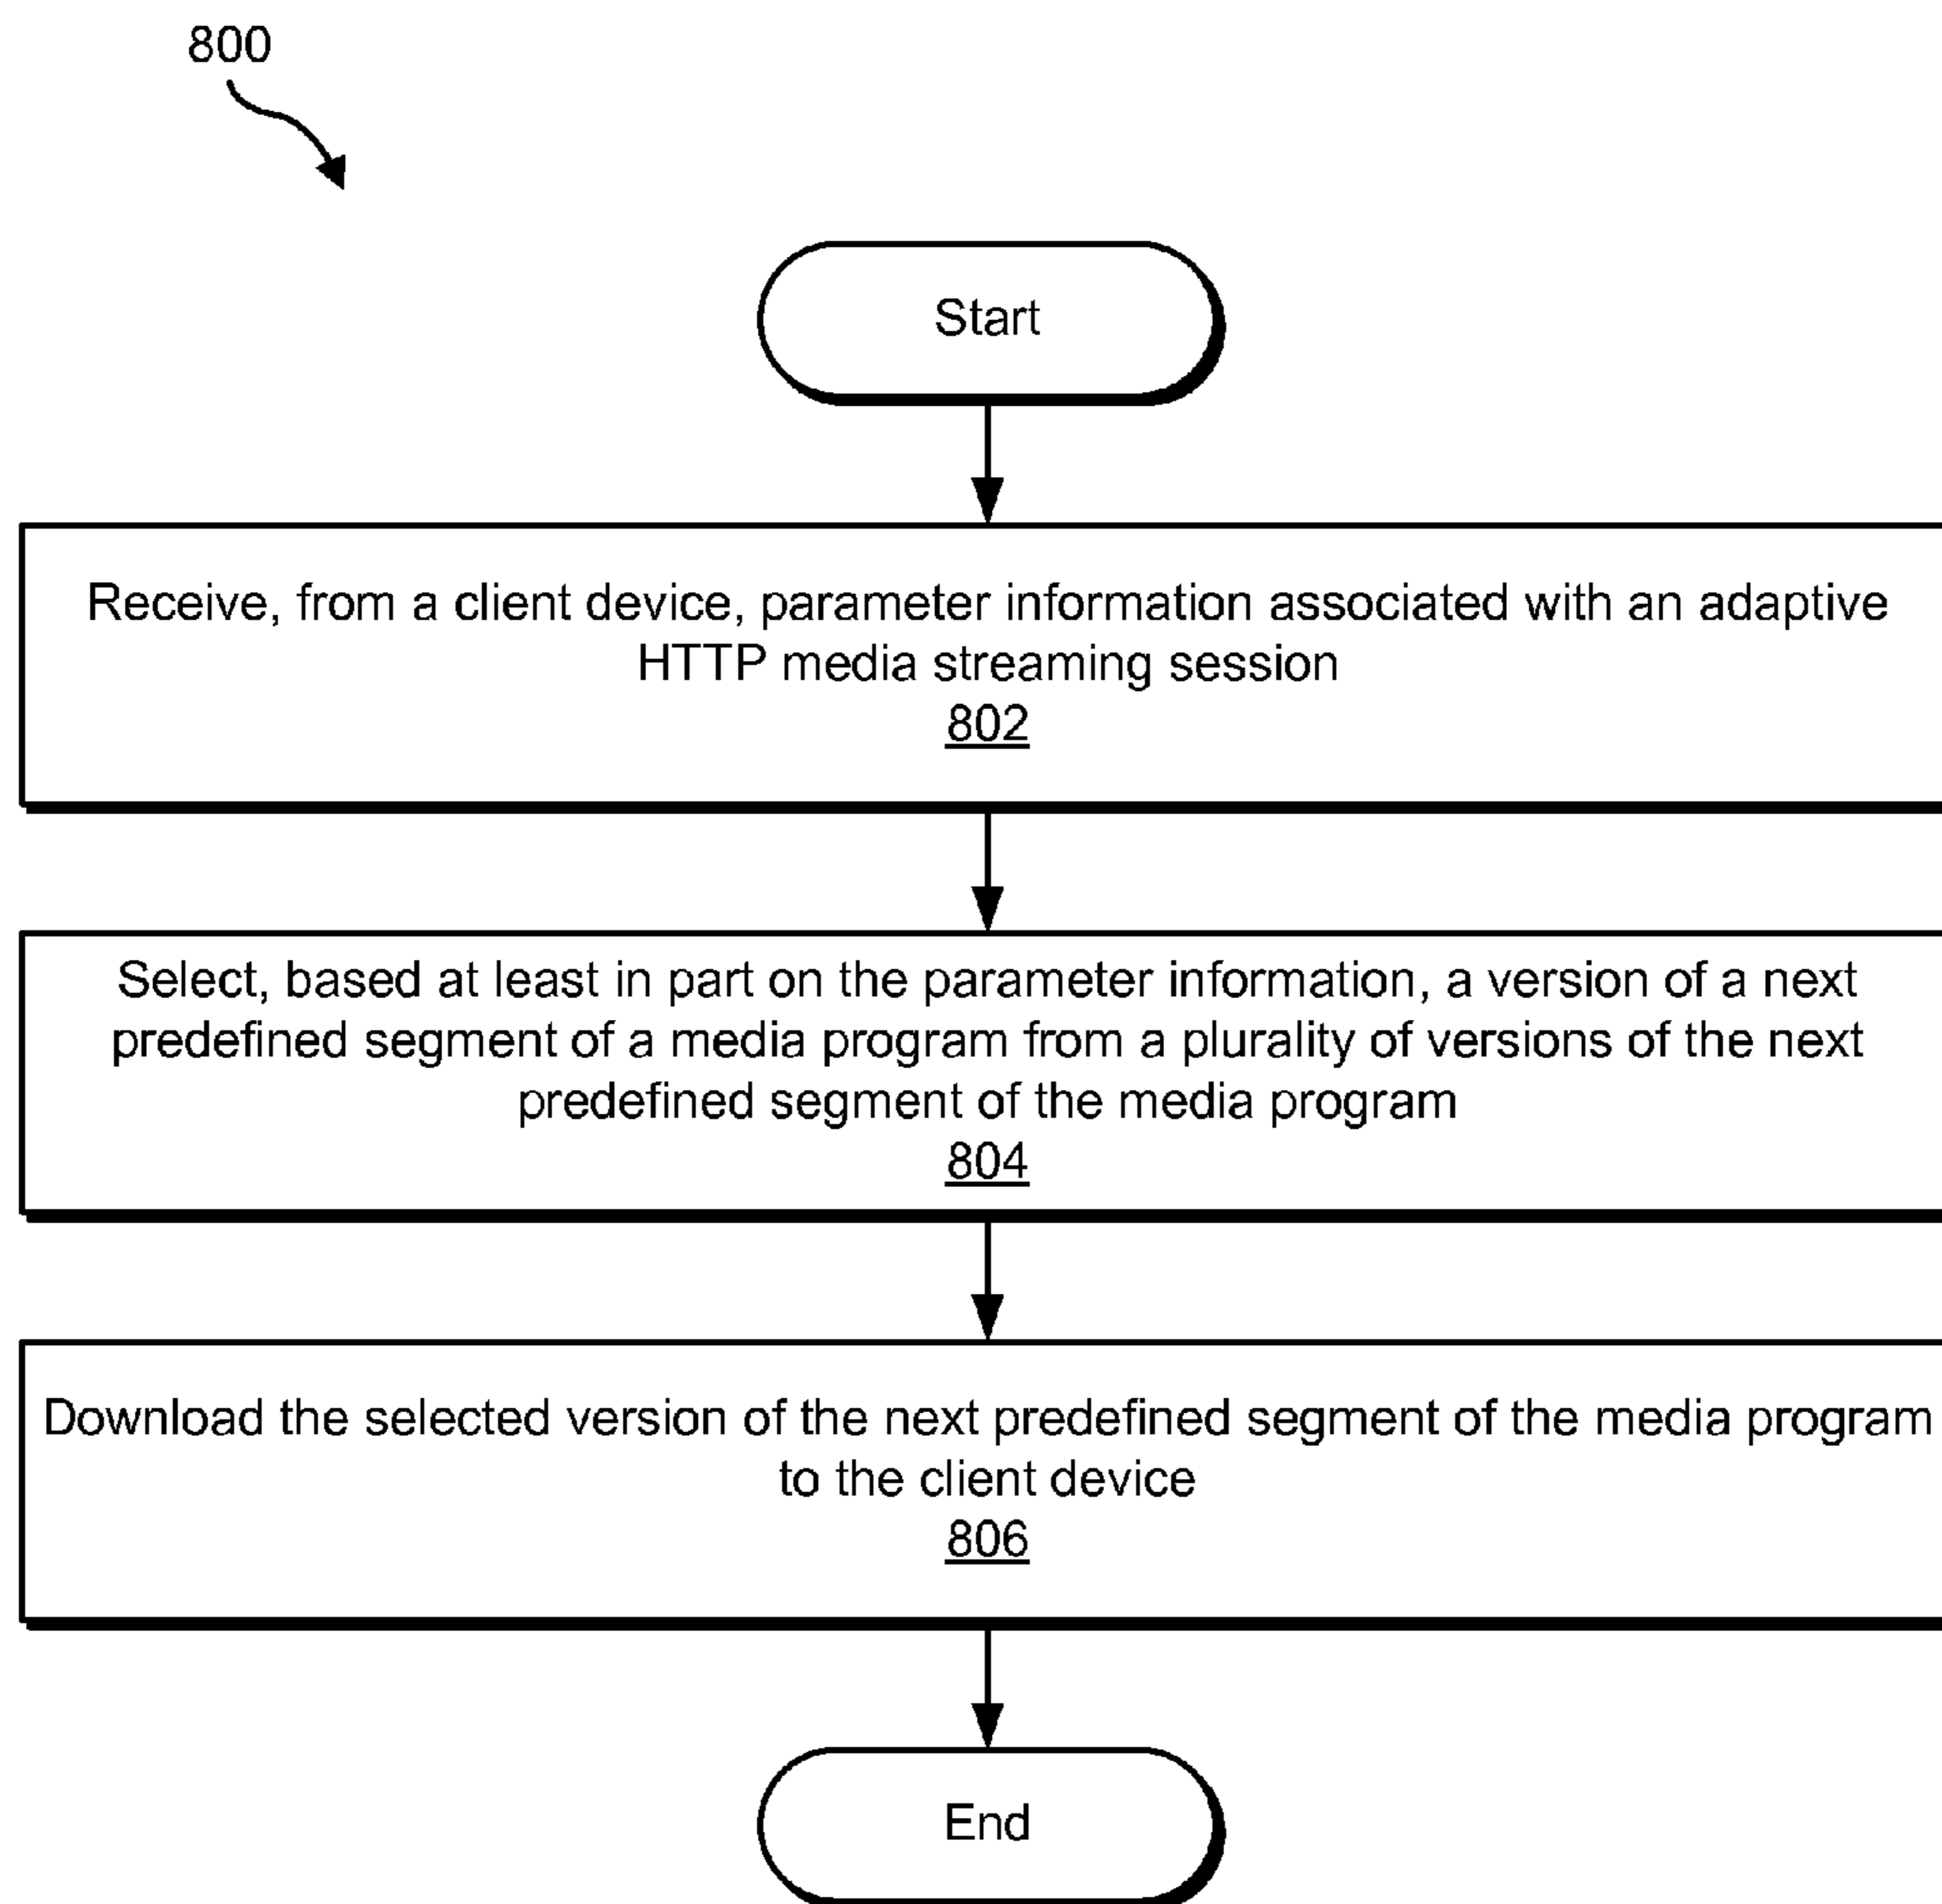 800
Start
Receive, from a client device, parameter information associated with an adaptive
HTTP media streaming session
802
Select, based at least in part on the parameter information, a version of a next
predefined segment of a media program from a plurality of versions of the next
predefined segment of the media program
804
Download the selected version of the next predefined segment of the media program
to the client device
806
End